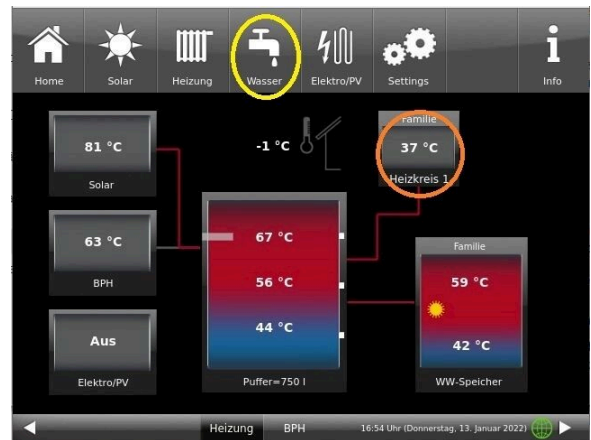 Home Solar Heizung Wasser Elektro/PV Settings Info
Familie
81 °C
-1 °C
37 °C
Solar
Heizkreis 1
63 °C
67 °C
Familie
BPH
56 °C
59 °C
Aus
44 °C
42 °C
Elektro/PV
Puffer=750 l
WW-Speicher
Heizung BPH 16:54 Uhr (Donnerstag, 13. Januar 2022)